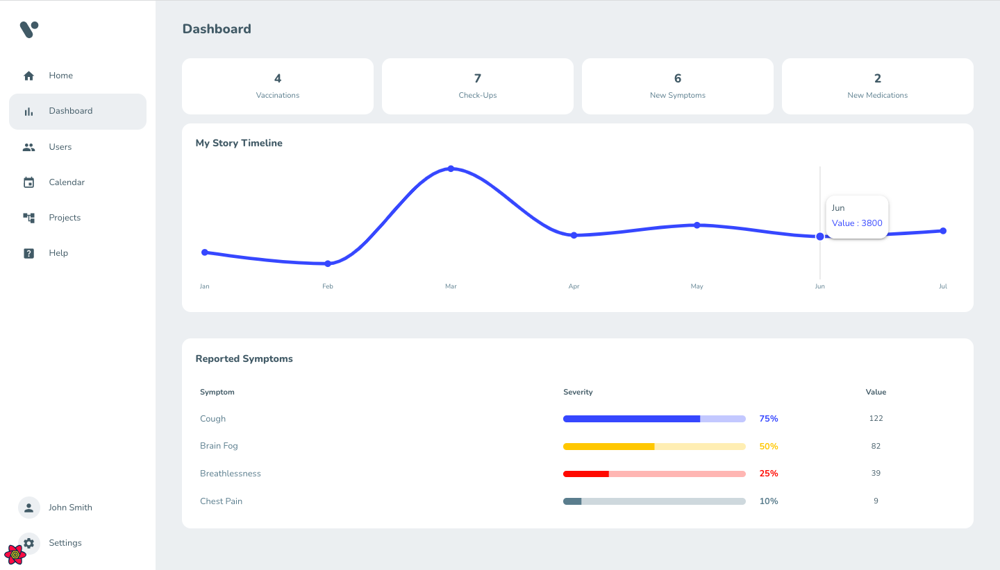 Dashboard
Home
Dashboard
Users
Calendar
Projects
Help
John Smith
Settings
4
Vaccinations
7
Check-Ups
6
New Symptoms
2
New Medications
My Story Timeline
Jun
Value : 3800
Jan Feb Mar Apr May Jun Jul
Reported Symptoms
Symptom Severity Value
Cough 75% 122
Brain Fog 50% 82
Breathlessness 25% 39
Chest Pain 10% 9